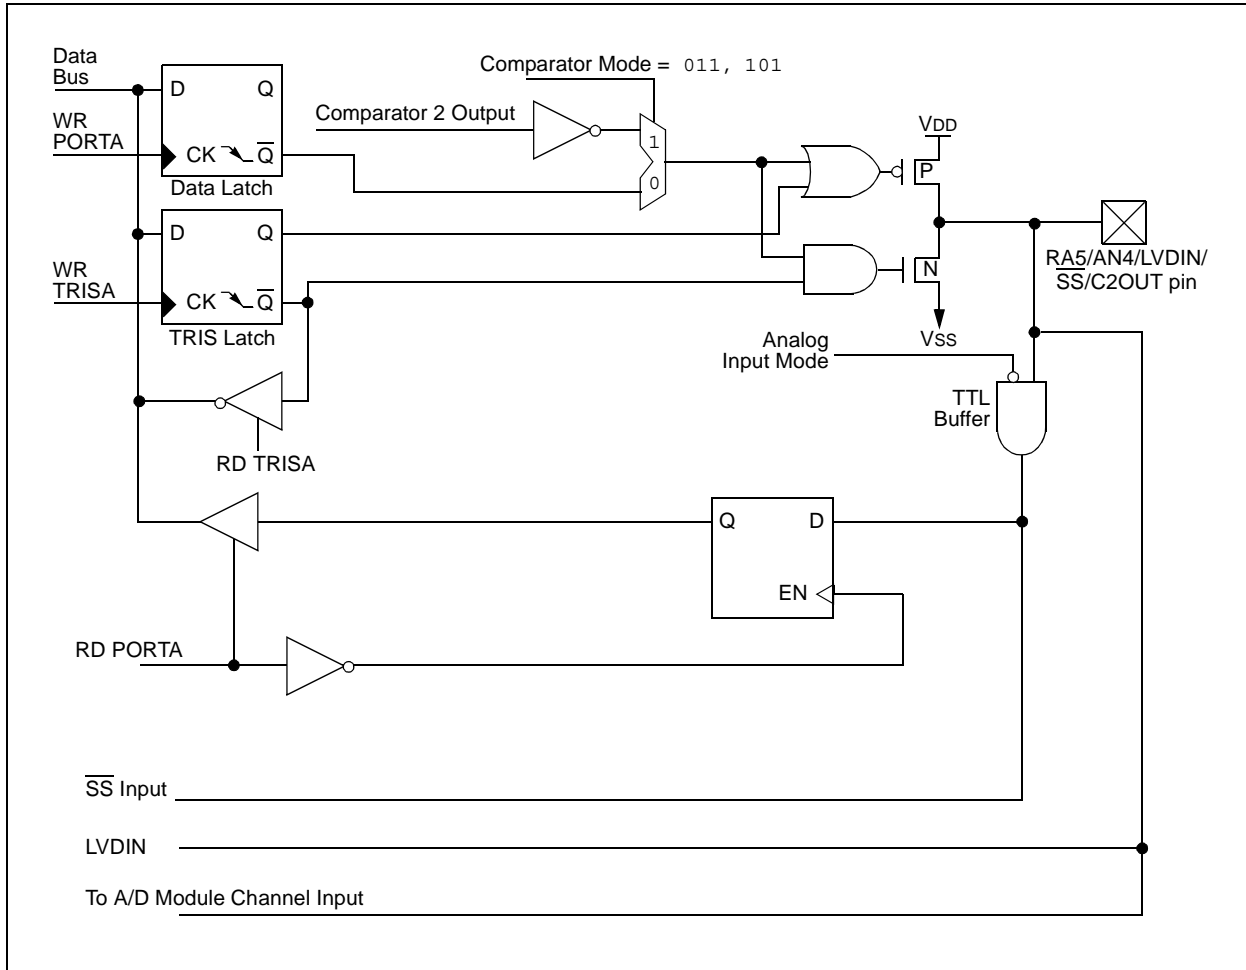 Data
Bus
Comparator Mode = 011, 101
D Q
Comparator 2 Output
WR
PORTA
VDD
1
CK Q̅
P
0
Data Latch
D Q
RA5/AN4/LVDIN/
S̅S̅/C2OUT pin
N
WR
TRISA
CK Q̅
TRIS Latch
Analog
Input Mode
VSS
TTL
Buffer
RD TRISA
Q D
EN
RD PORTA
S̅S̅ Input
LVDIN
To A/D Module Channel Input